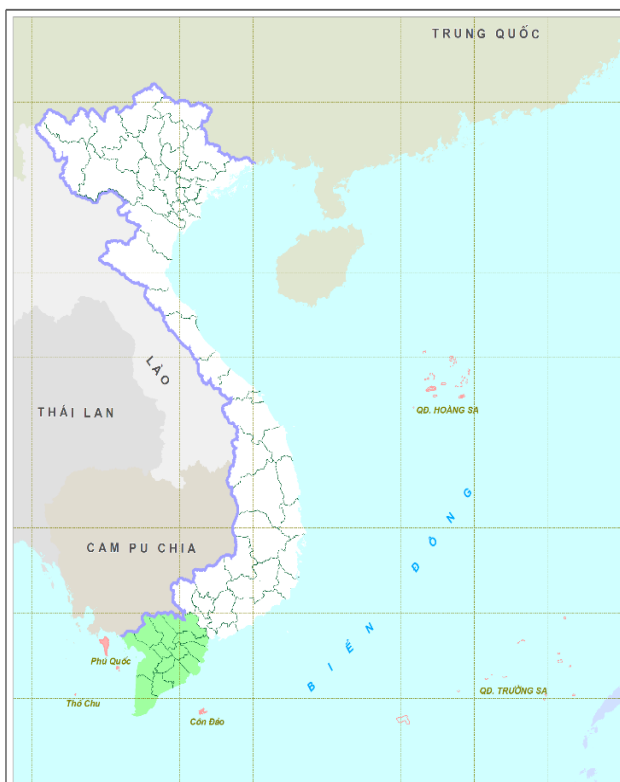 TRUNG QUỐC
LÀO
THÁI LAN
QĐ. HOÀNG SA
CAM PU CHIA
BIỂN ĐÔNG
Phú Quốc
QĐ. TRƯỜNG SA
Thổ Chu
Côn Đảo